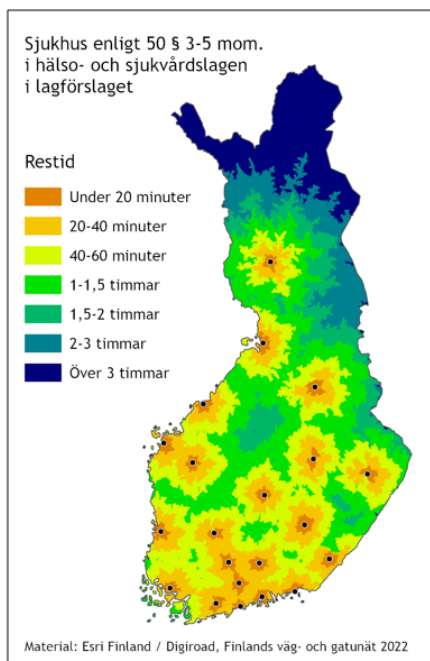 Sjukhus enligt 50 § 3-5 mom.
i hälso- och sjukvårdslagen
i lagförslaget
Restid
Under 20 minuter
20-40 minuter
40-60 minuter
1-1,5 timmar
1,5-2 timmar
2-3 timmar
Över 3 timmar
Material: Esri Finland / Digiroad, Finlands väg- och gatunät 2022